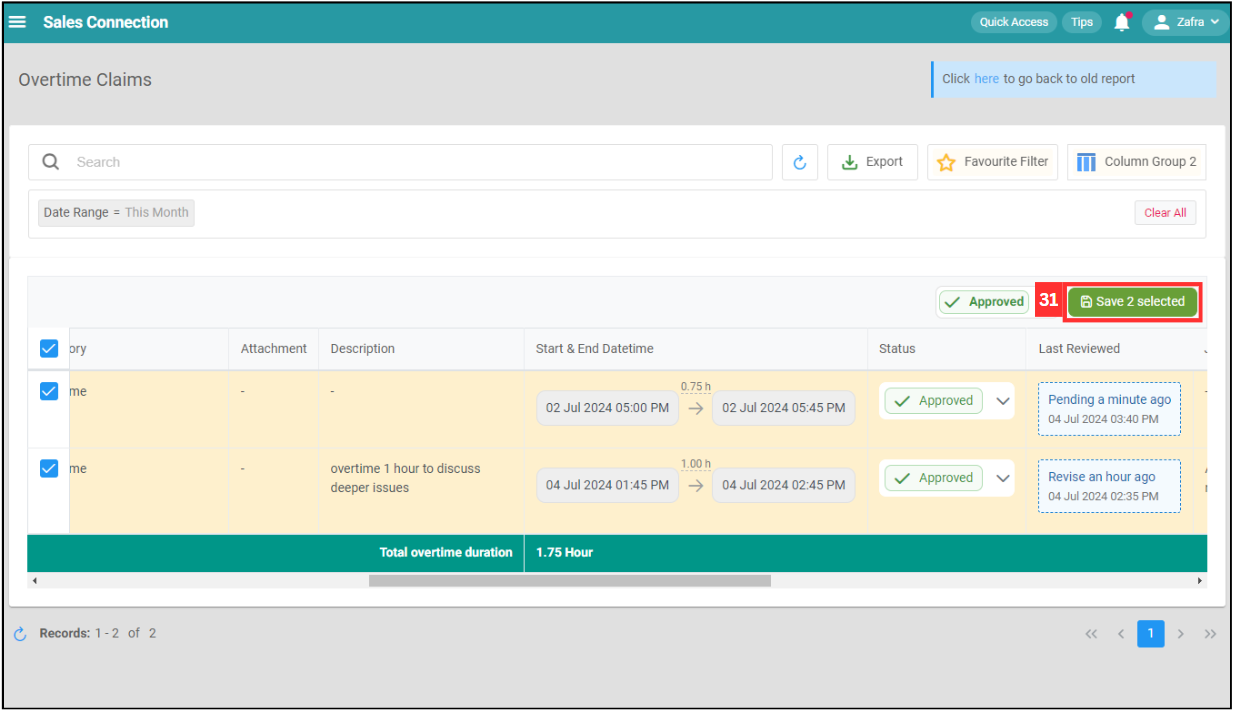 Sales Connection
Quick Access
Tips
Zafra
Overtime Claims
Click here to go back to old report
Search
Export
Favourite Filter
Column Group 2
Date Range = This Month
Clear All
Approved
31
Save 2 selected
ory
Attachment
Description
Start & End Datetime
Status
Last Reviewed
me
-
-
02 Jul 2024 05:00 PM
0.75 h
02 Jul 2024 05:45 PM
Approved
Pending a minute ago
04 Jul 2024 03:40 PM
me
-
overtime 1 hour to discuss
deeper issues
04 Jul 2024 01:45 PM
1.00 h
04 Jul 2024 02:45 PM
Approved
Revise an hour ago
04 Jul 2024 02:35 PM
Total overtime duration
1.75 Hour
Records: 1 - 2 of 2
1